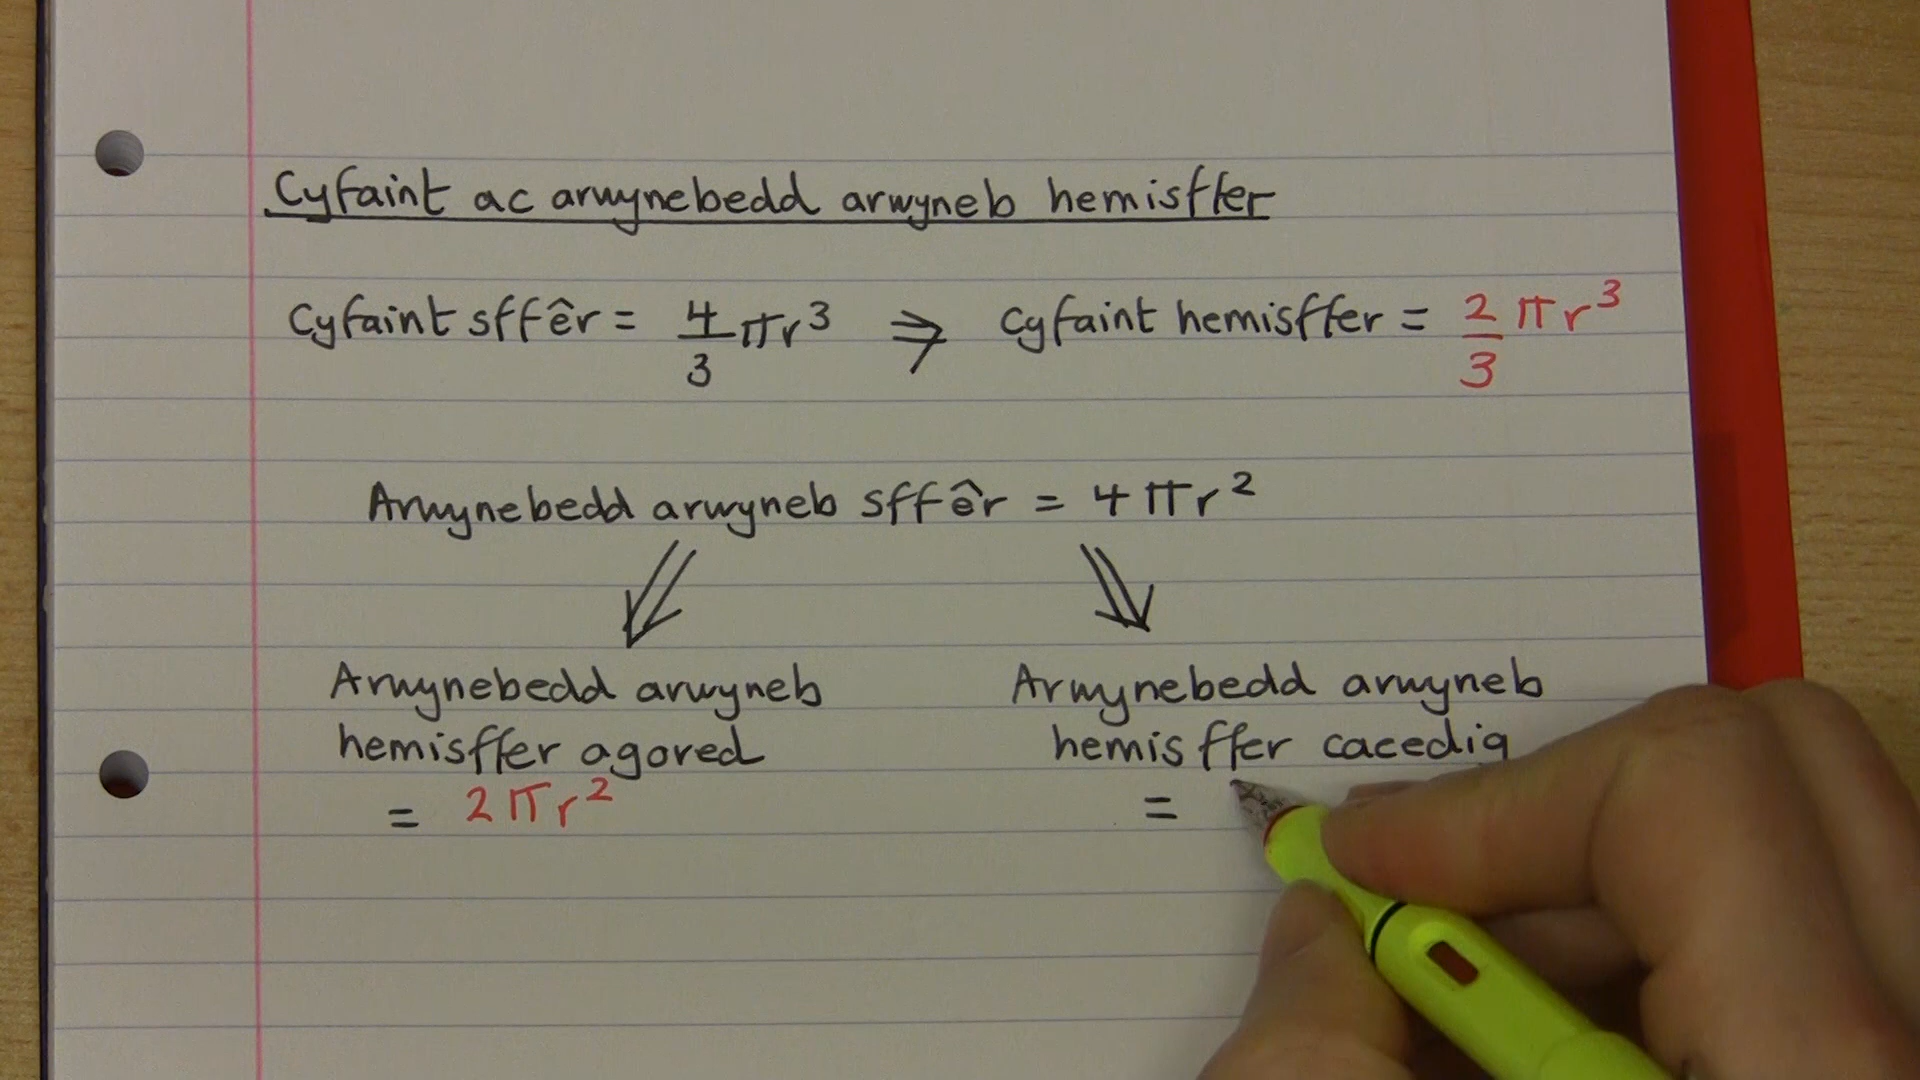 Cyfaint ac arwynebedd arwyneb hemisffer
Cyfaint sffêr = 4/3 πr³ ⇒ Cyfaint hemisffer = 2/3 πr³
Arwynebedd arwyneb sffêr = 4πr²
Arwynebedd arwyneb
hemisffer agored
= 2πr²
Arwynebedd arwyneb
hemisffer caeedig
=